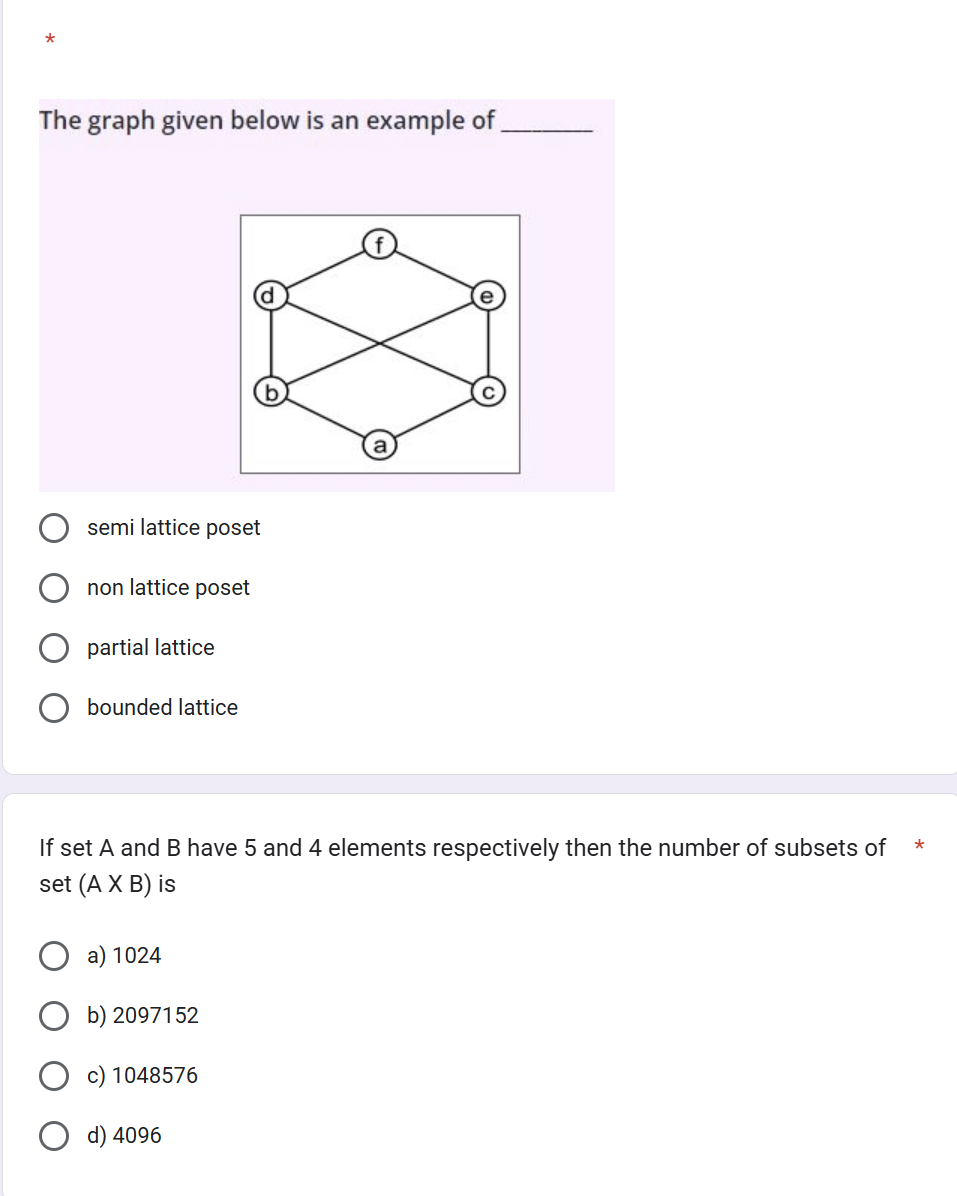 *
The graph given below is an example of _________
f
d
e
b
c
a
semi lattice poset
non lattice poset
partial lattice
bounded lattice
If set A and B have 5 and 4 elements respectively then the number of subsets of *
set (A X B) is
a) 1024
b) 2097152
c) 1048576
d) 4096